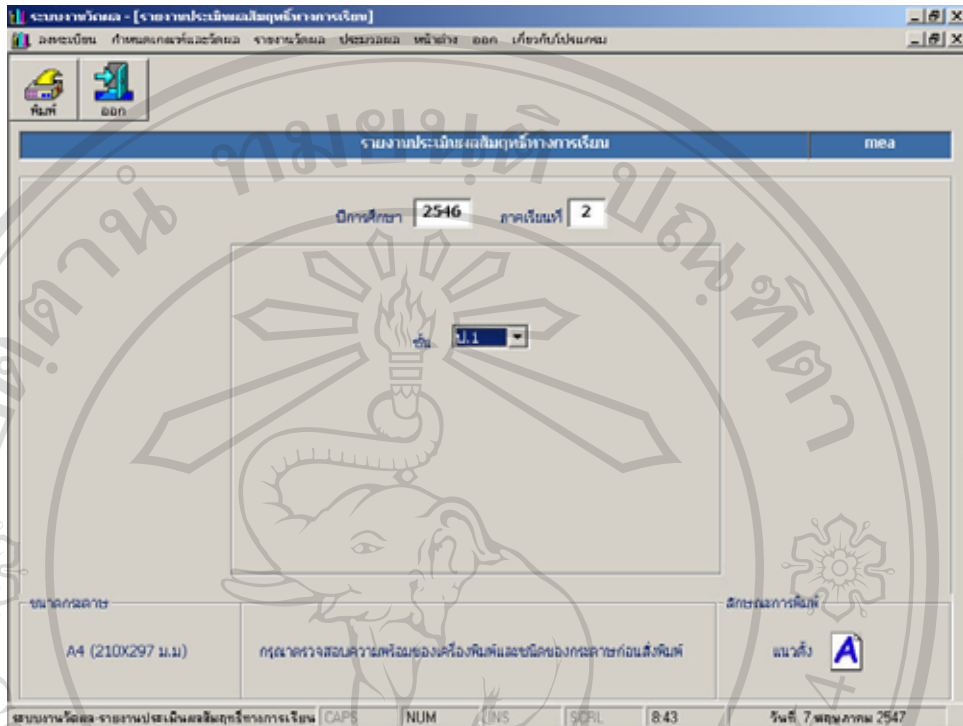 ระบบงานวัดผล - [รายงานประเมินผลสัมฤทธิ์ทางการเรียน]
ลงทะเบียน กำหนดเกณฑ์และวัดผล รายงานวัดผล ประมวลผล หน้าต่าง ออก เกี่ยวกับโปรแกรม
พิมพ์ ออก
รายงานประเมินผลสัมฤทธิ์ทางการเรียน mea
ปีการศึกษา 2546 ภาคเรียนที่ 2
ชั้น ป.1
ขนาดกระดาษ ลักษณะการพิมพ์
A4 (210X297 ม.ม) กรุณาตรวจสอบความพร้อมของเครื่องพิมพ์และชนิดของกระดาษก่อนสั่งพิมพ์ แนวตั้ง A
ระบบงานวัดผล-รายงานประเมินผลสัมฤทธิ์ทางการเรียน CAPS NUM INS SCRL 8:43 วันที่ 7 พฤษภาคม 2547